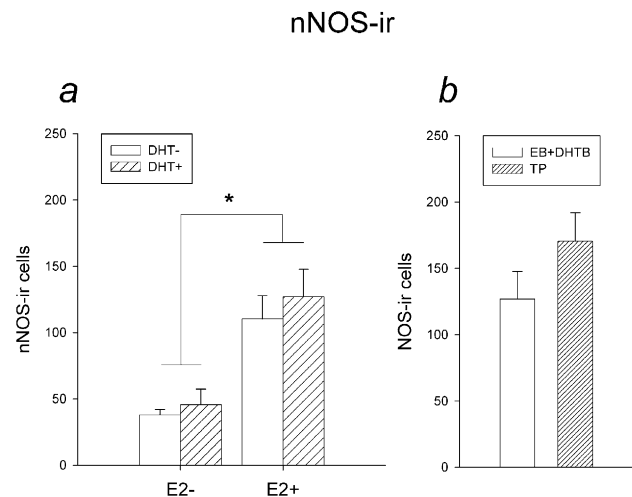 nNOS-ir
a
DHT-
DHT+
*
nNOS-ir cells
250
200
150
100
50
0
E2-
E2+
b
EB+DHTB
TP
NOS-ir cells
250
200
150
100
50
0